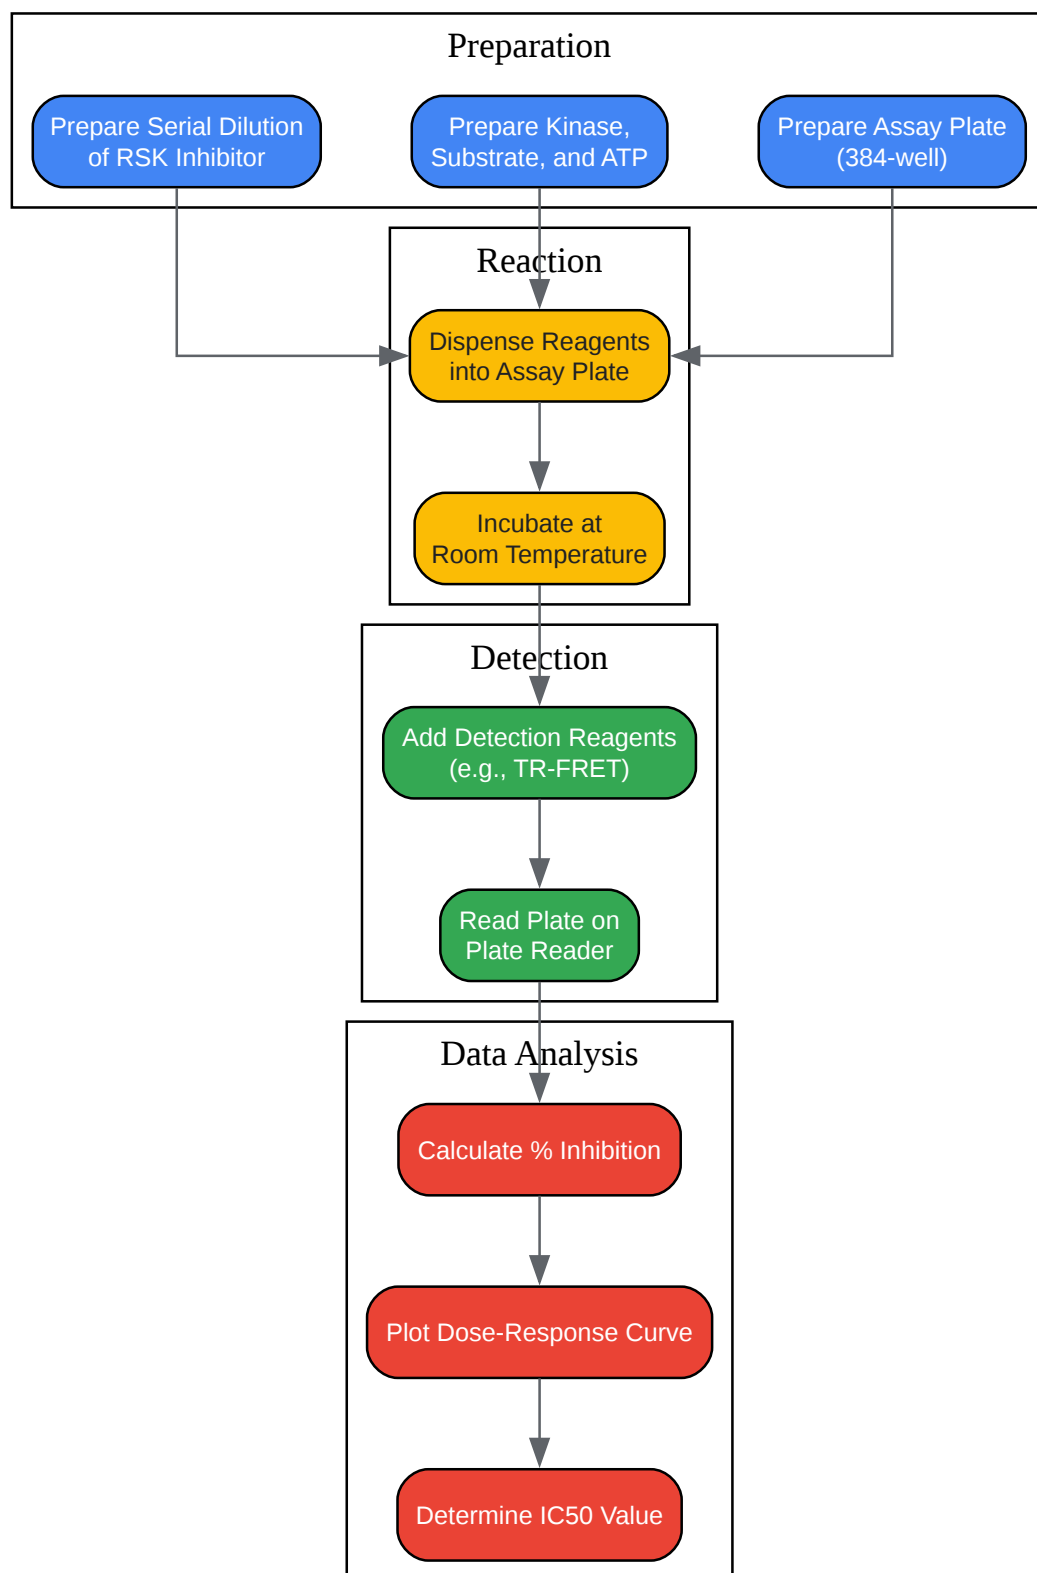 Preparation
Prepare Serial Dilution
of RSK Inhibitor
Prepare Kinase,
Substrate, and ATP
Prepare Assay Plate
(384-well)
Reaction
Dispense Reagents
into Assay Plate
Incubate at
Room Temperature
Detection
Add Detection Reagents
(e.g., TR-FRET)
Read Plate on
Plate Reader
Data Analysis
Calculate % Inhibition
Plot Dose-Response Curve
Determine IC50 Value